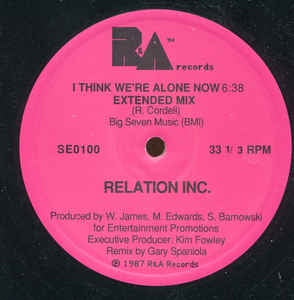 R&A TM
records
I THINK WE'RE ALONE NOW 6:38
EXTENDED MIX
(R. Cordell)
Big Seven Music (BMI)
SE0100 33 1/3 RPM
RELATION INC.
Produced by W. James, M. Edwards, S. Barnowski
for Entertainment Promotions
Executive Producer: Kim Fowley
Remix by Gary Spaniola
℗ 1987 R&A Records